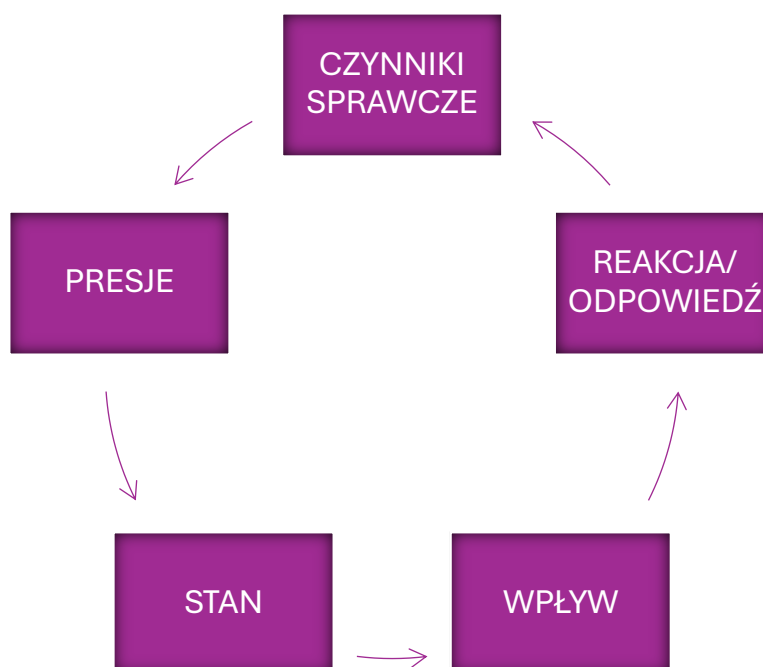 CZYNNIKI
SPRAWCZE
PRESJE
REAKCJA/
ODPOWIEDŹ
STAN
WPŁYW